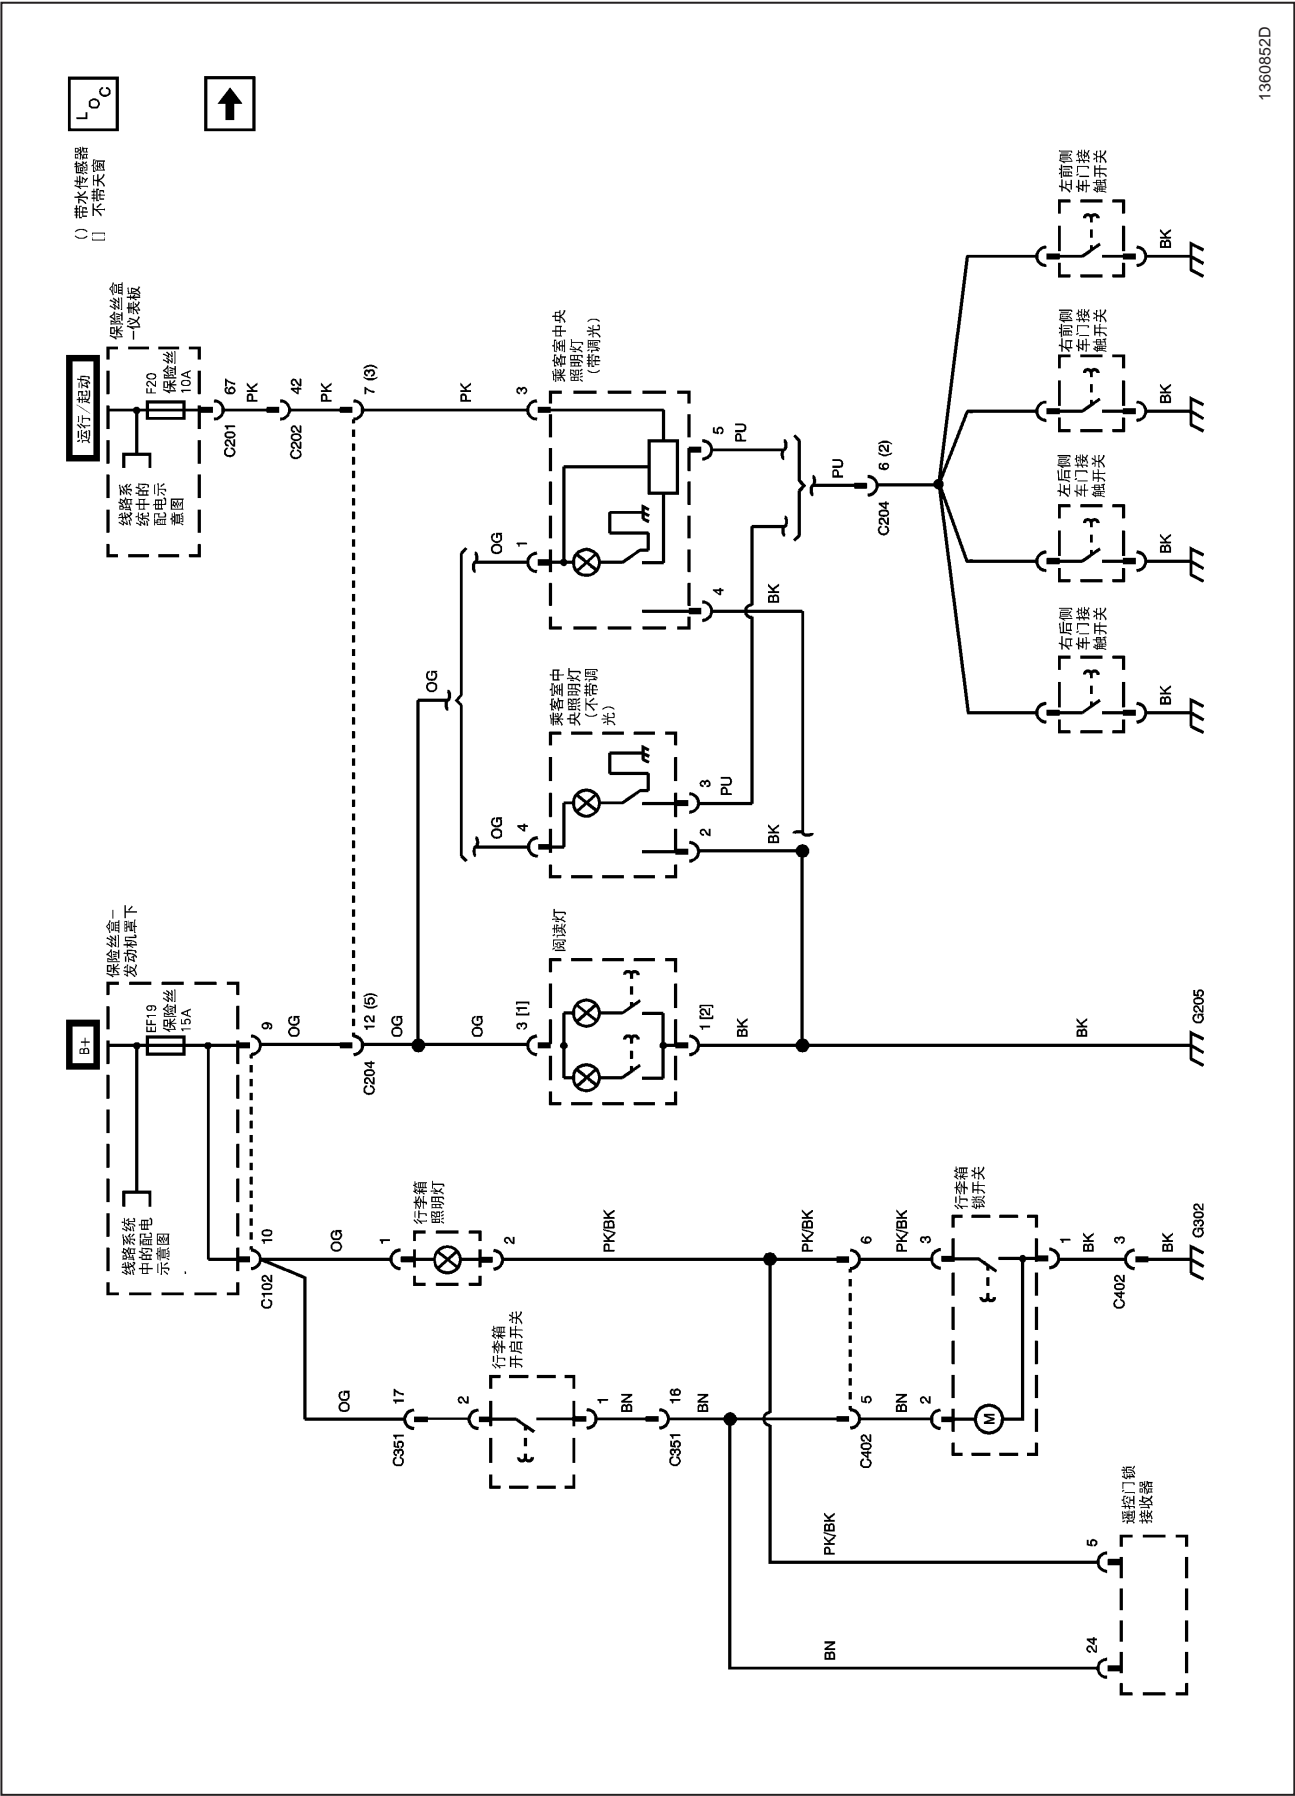 B+
运行/起动
LOC
( ) 带水传感器
[ ] 不带天窗
线路系统
中的配电
示意图
保险丝盒–
发动机罩下
EF19
保险丝
15A
线路系
统中的
配电示
意图
保险丝盒
–仪表板
F20
保险丝
10A
C201
67
PK
C102
10
9
OG
C202
42
PK
OG
OG
C204
12 (5)
7 (3)
C351
17
1
OG
OG
行李箱
照明灯
2
2
OG
OG
OG
3 [1]
4
1
PK
3
行李箱
开启开关
阅读灯
乘客室中
央照明灯
（不带调
光）
乘客室中央
照明灯
（带调光）
1
BN
PK/BK
C351
16
BN
1 [2]
BK
2
3
PU
4
5
PU
BK
BK
PK/BK
PU
BN
PK/BK
C402
5
6
C204
6 (2)
BN
2
PK/BK
3
行李箱
锁开关
1
BK
BK
右后侧
车门接
触开关
左后侧
车门接
触开关
右前侧
车门接
触开关
左前侧
车门接
触开关
24
5
遥控门锁
接收器
C402
3
BK
BK
BK
BK
BK
G302
G205
1360852D